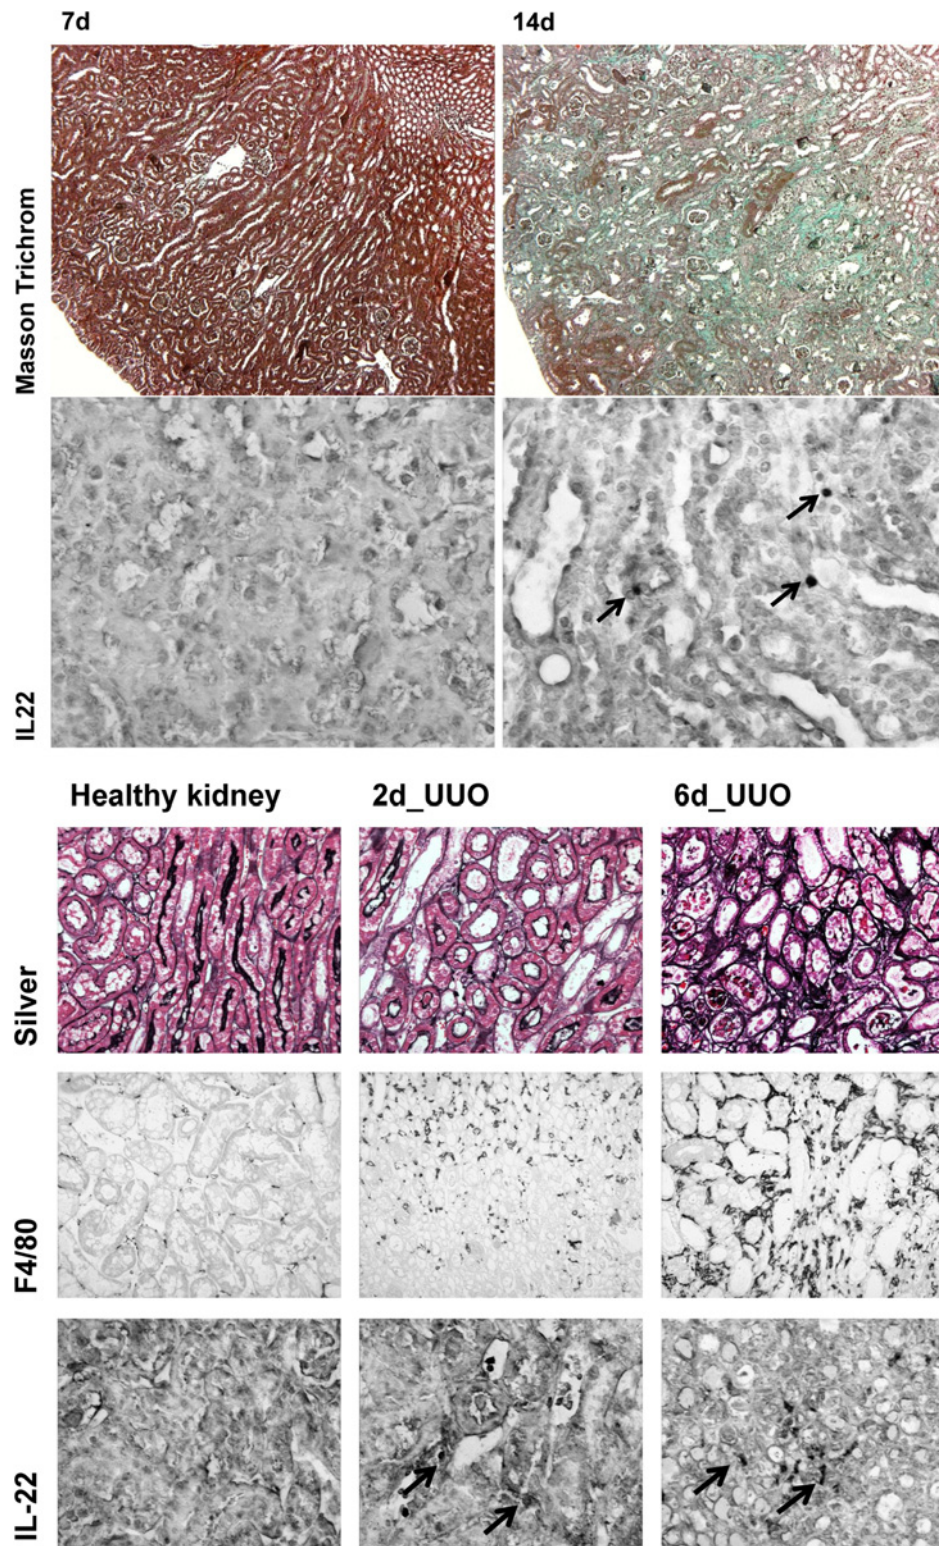 7d 14d
Masson Trichrom
IL22
Healthy kidney 2d_UUO 6d_UUO
Silver
F4/80
IL-22